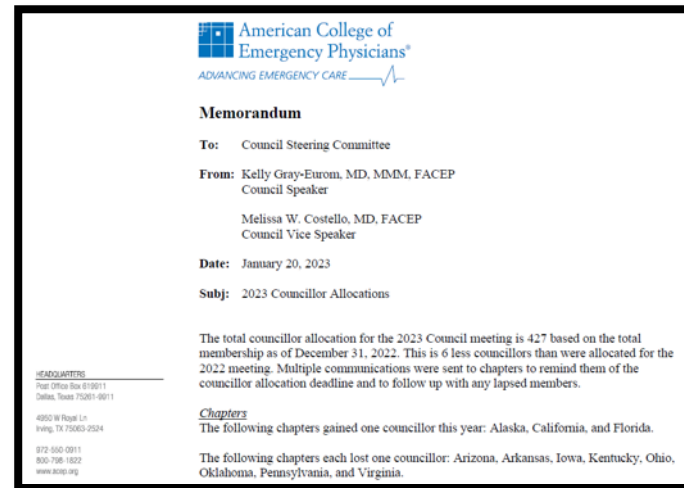 American College of
Emergency Physicians®
ADVANCING EMERGENCY CARE
Memorandum
To: Council Steering Committee
From: Kelly Gray-Eurom, MD, MMM, FACEP
Council Speaker
Melissa W. Costello, MD, FACEP
Council Vice Speaker
Date: January 20, 2023
Subj: 2023 Councillor Allocations
The total councillor allocation for the 2023 Council meeting is 427 based on the total
membership as of December 31, 2022. This is 6 less councillors than were allocated for the
2022 meeting. Multiple communications were sent to chapters to remind them of the
councillor allocation deadline and to follow up with any lapsed members.
Chapters
The following chapters gained one councillor this year: Alaska, California, and Florida.
The following chapters each lost one councillor: Arizona, Arkansas, Iowa, Kentucky, Ohio,
Oklahoma, Pennsylvania, and Virginia.
HEADQUARTERS
Post Office Box 619911
Dallas, Texas 75261-9911
4950 W Royal Ln
Irving, TX 75063-2524
972-550-0911
800-798-1822
www.acep.org